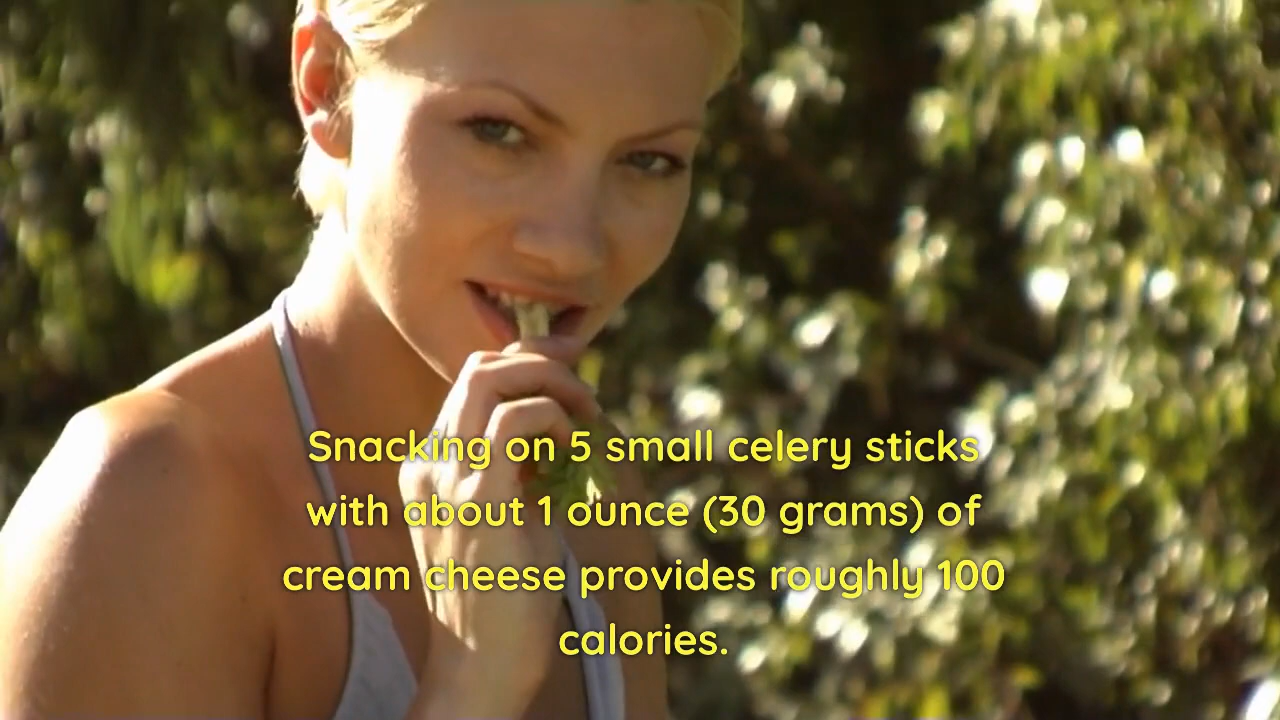 Snacking on 5 small celery sticks
with about 1 ounce (30 grams) of
cream cheese provides roughly 100
calories.